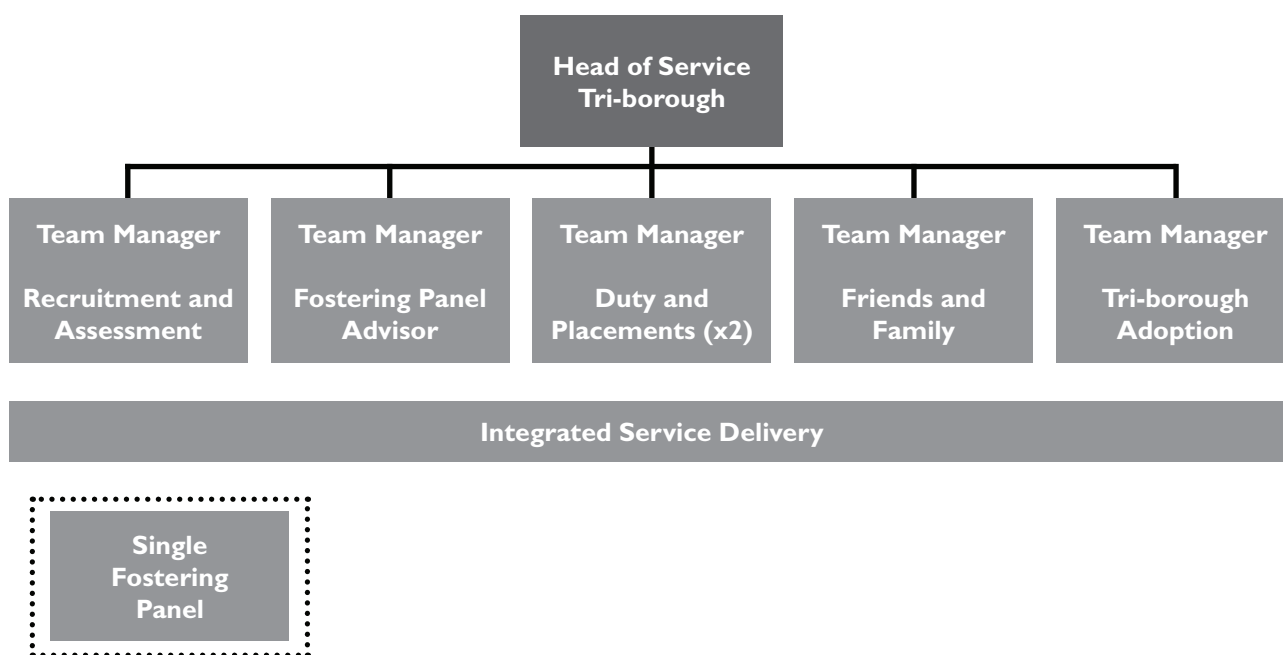 Head of Service
Tri-borough
Team Manager
Recruitment and
Assessment
Team Manager
Fostering Panel
Advisor
Team Manager
Duty and
Placements (x2)
Team Manager
Friends and
Family
Team Manager
Tri-borough
Adoption
Integrated Service Delivery
Single
Fostering
Panel